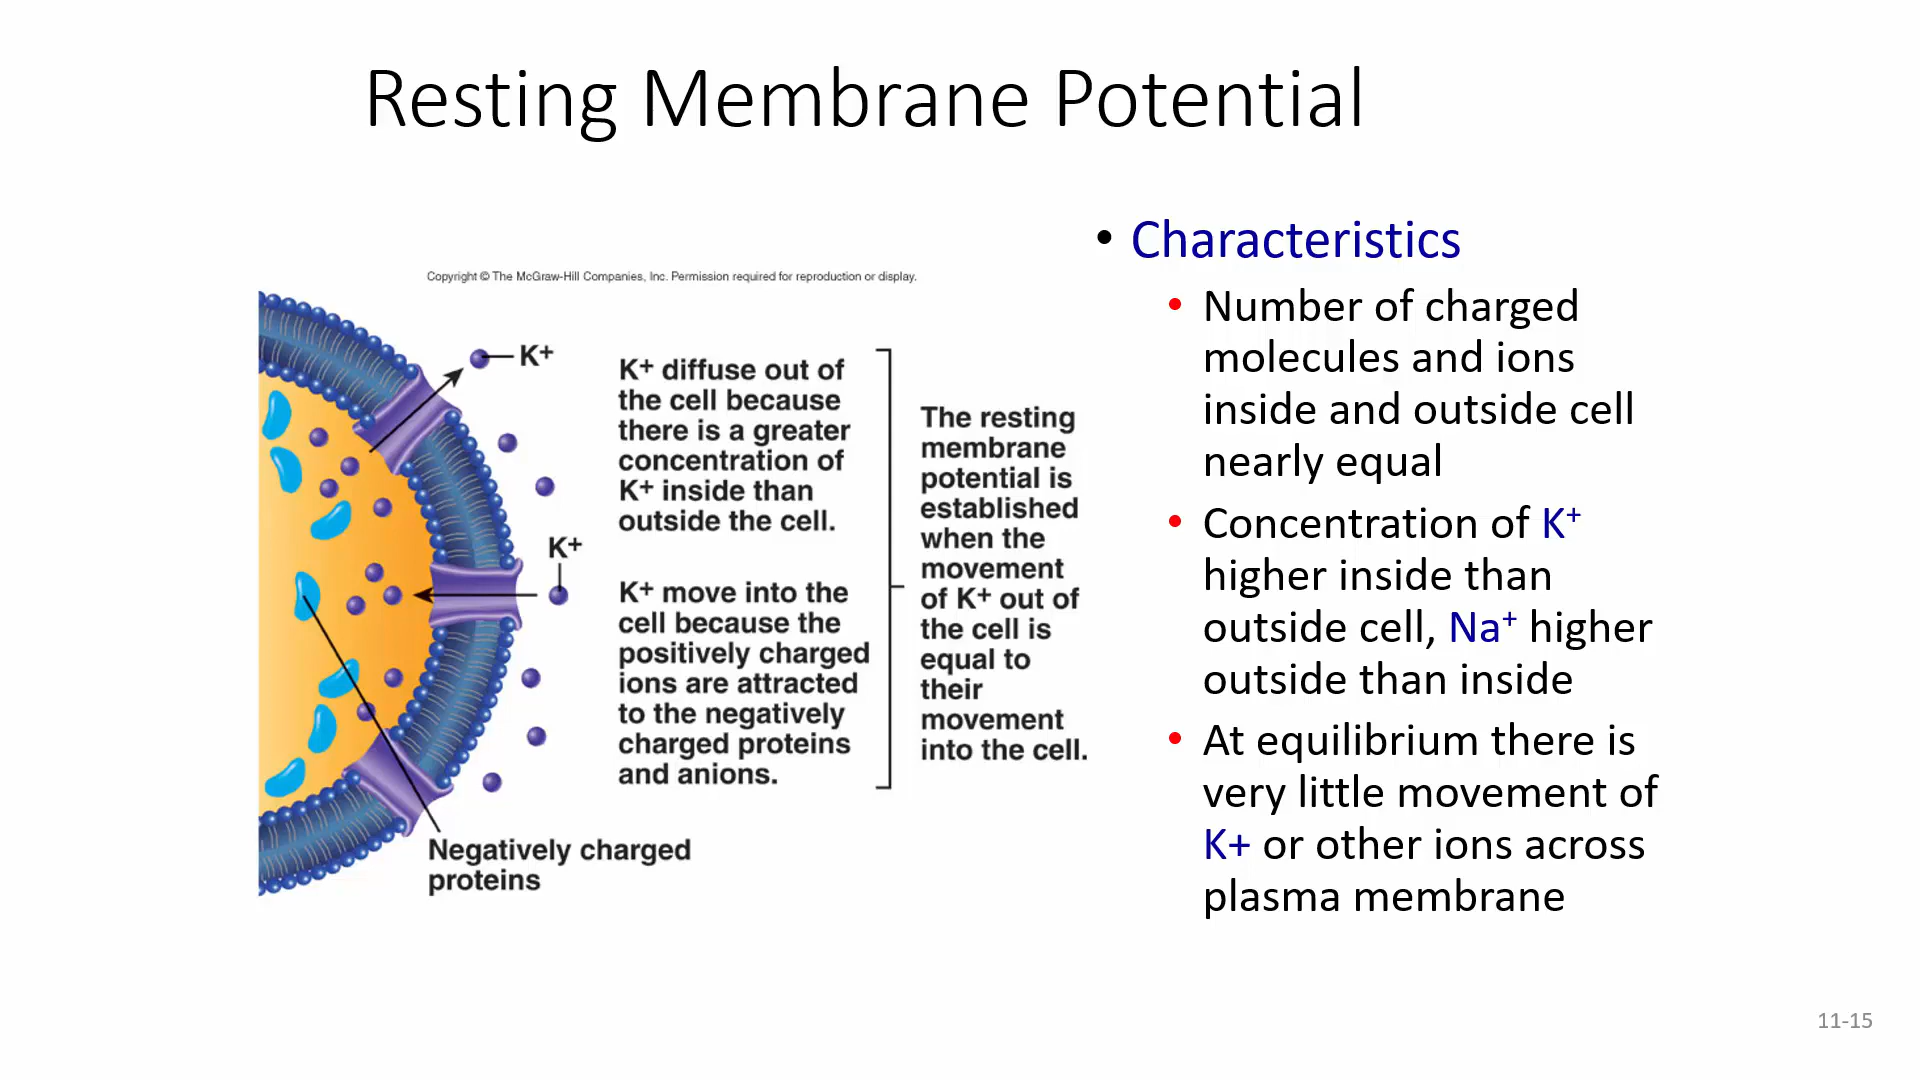 Resting Membrane Potential
Copyright © The McGraw-Hill Companies, Inc. Permission required for reproduction or display.
K+
K+ diffuse out of
the cell because
there is a greater
concentration of
K+ inside than
outside the cell.
K+
K+ move into the
cell because the
positively charged
ions are attracted
to the negatively
charged proteins
and anions.
The resting
membrane
potential is
established
when the
movement
of K+ out of
the cell is
equal to
their
movement
into the cell.
Negatively charged
proteins
• Characteristics
• Number of charged
molecules and ions
inside and outside cell
nearly equal
• Concentration of K+
higher inside than
outside cell, Na+ higher
outside than inside
• At equilibrium there is
very little movement of
K+ or other ions across
plasma membrane
11-15